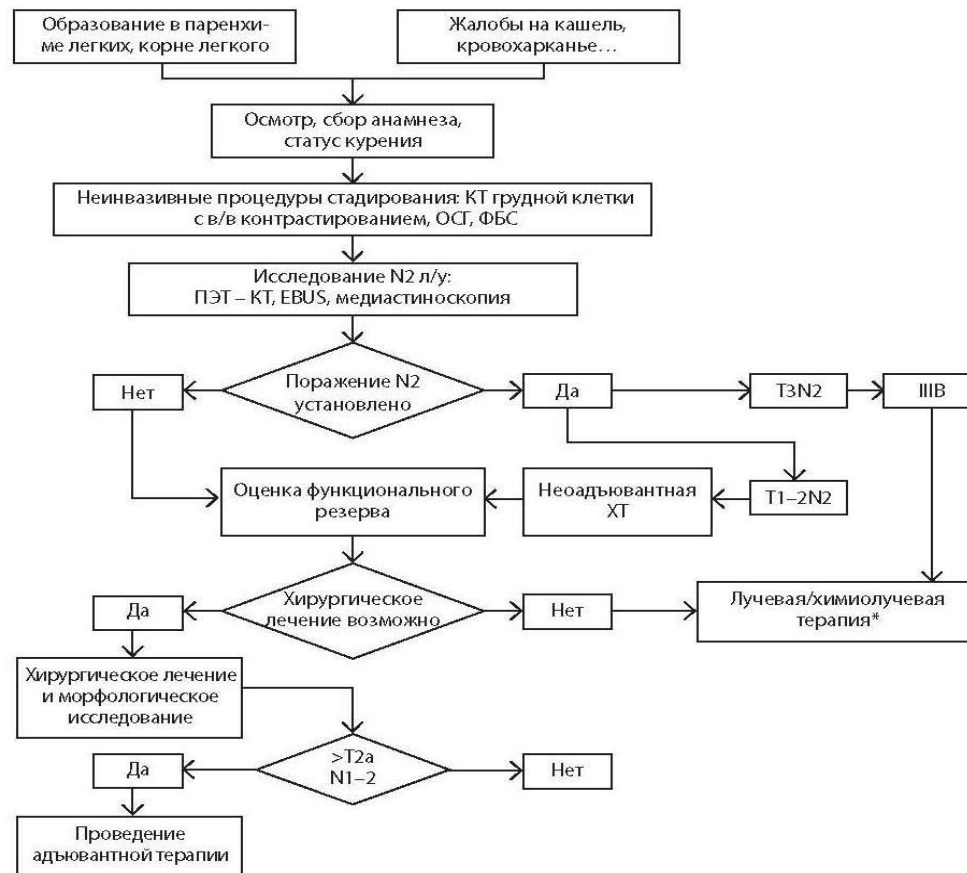 Образование в паренхи-
ме легких, корне легкого
Жалобы на кашель,
кровохарканье…
Осмотр, сбор анамнеза,
статус курения
Неинвазивные процедуры стадирования: КТ грудной клетки
с в/в контрастированием, ОСГ, ФБС
Исследование N2 л/у:
ПЭТ – КТ, EBUS, медиастиноскопия
Нет
Поражение N2
установлено
Да
T3N2
IIIB
Оценка функционального
резерва
Неоадъювантная
ХТ
T1–2N2
Да
Хирургическое
лечение возможно
Нет
Лучевая/химиолучевая
терапия*
Хирургическое лечение
и морфологическое
исследование
Да
>T2a
N1–2
Нет
Проведение
адъювантной терапии